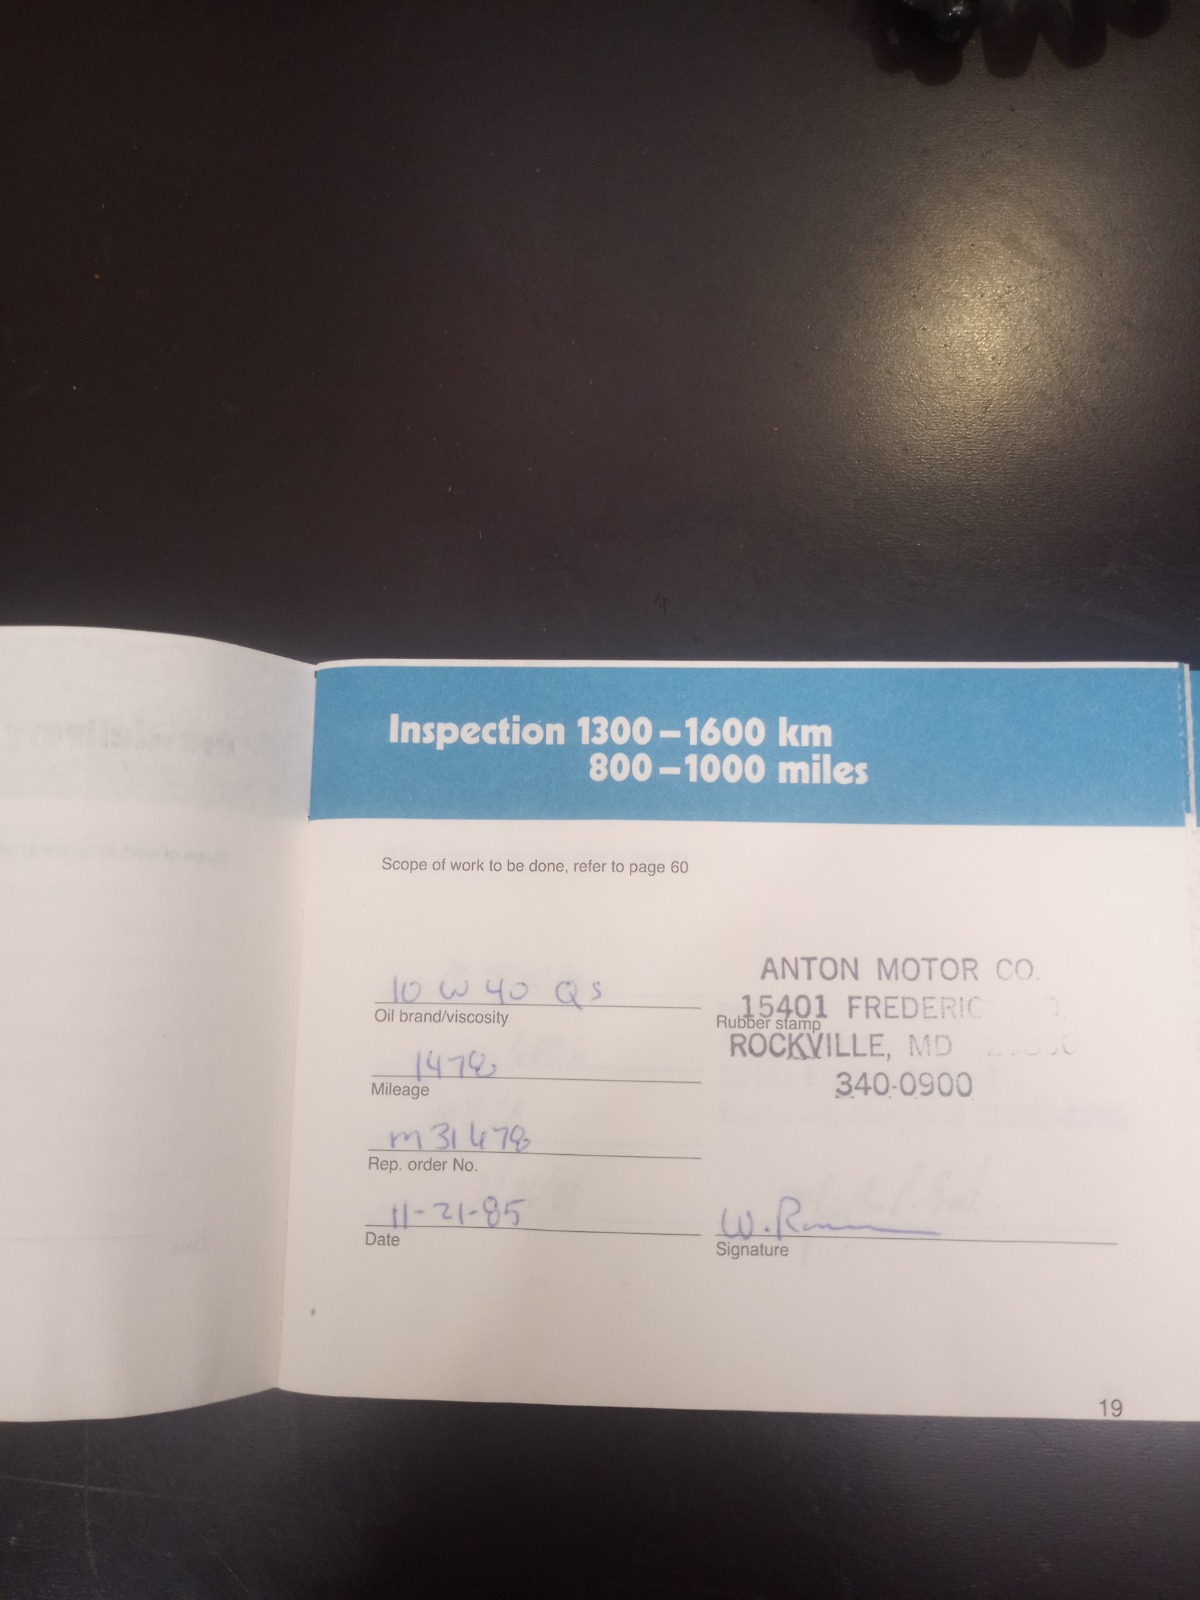 Inspection 1300–1600 km
800–1000 miles
Scope of work to be done, refer to page 60
10 W 40 QS
Oil brand/viscosity
1478
Mileage
M31478
Rep. order No.
11-21-85
Date
ANTON MOTOR CO.
15401 FREDERIC
Rubber stamp
ROCKVILLE, MD
340-0900
W.
Signature
19